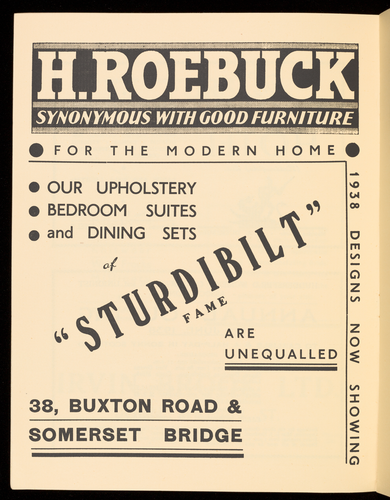 H. ROEBUCK
SYNONYMOUS WITH GOOD FURNITURE
● FOR THE MODERN HOME ●
● OUR UPHOLSTERY
● BEDROOM SUITES
● and DINING SETS
of
"STURDIBILT"
FAME
ARE
UNEQUALLED
1938 DESIGNS NOW SHOWING
38, BUXTON ROAD &
SOMERSET BRIDGE